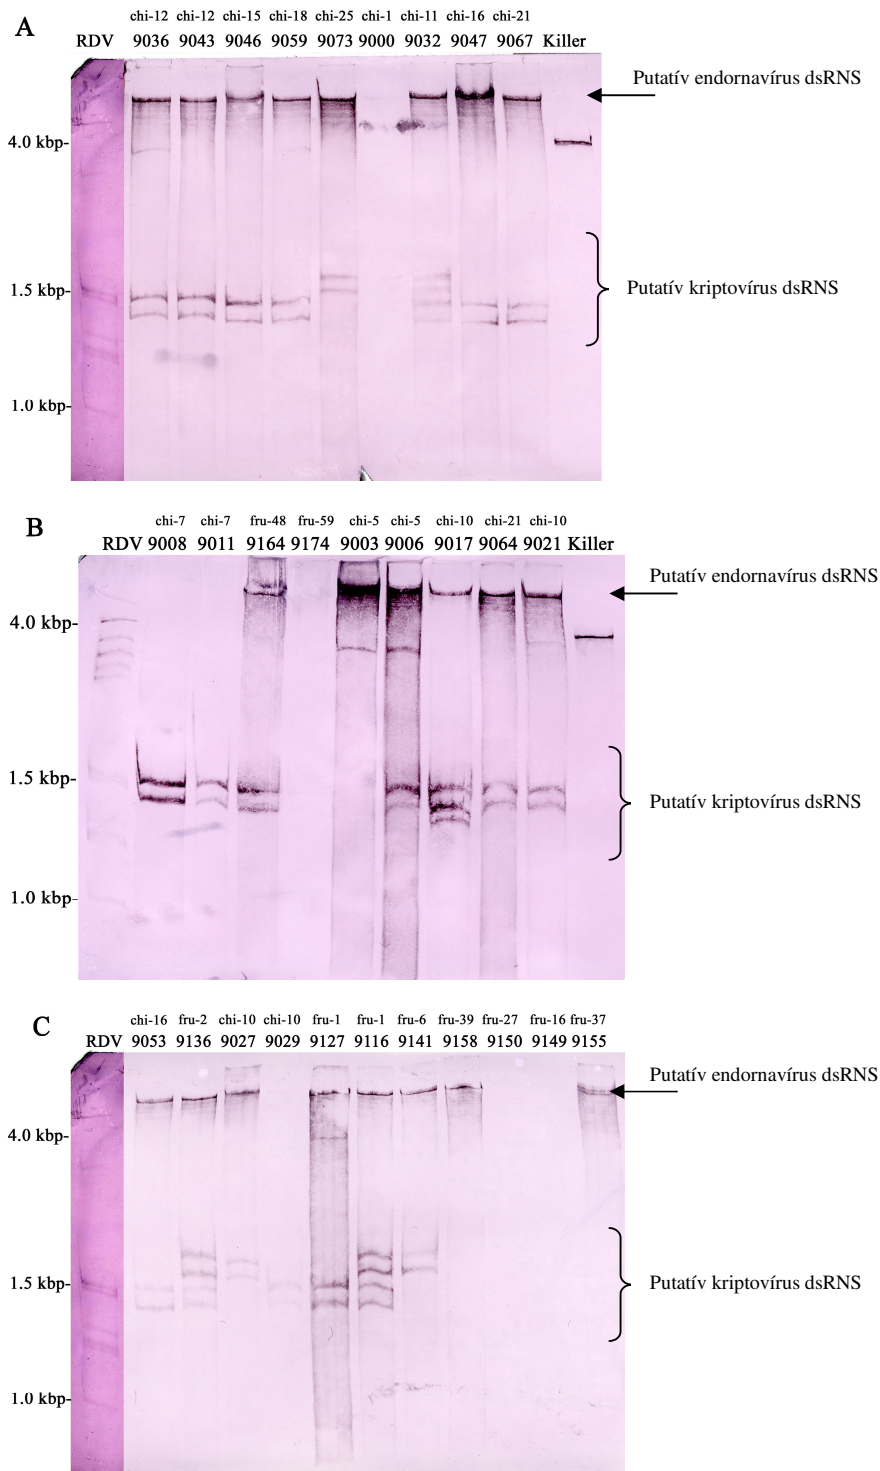 A
chi-12 chi-12 chi-15 chi-18 chi-25 chi-1 chi-11 chi-16 chi-21
RDV 9036 9043 9046 9059 9073 9000 9032 9047 9067 Killer
Putatív endornavírus dsRNS
4.0 kbp-
1.5 kbp-
Putatív kriptovírus dsRNS
1.0 kbp-
B
chi-7 chi-7 fru-48 fru-59 chi-5 chi-5 chi-10 chi-21 chi-10
RDV 9008 9011 9164 9174 9003 9006 9017 9064 9021 Killer
Putatív endornavírus dsRNS
4.0 kbp-
1.5 kbp-
Putatív kriptovírus dsRNS
1.0 kbp-
C
chi-16 fru-2 chi-10 chi-10 fru-1 fru-1 fru-6 fru-39 fru-27 fru-16 fru-37
RDV 9053 9136 9027 9029 9127 9116 9141 9158 9150 9149 9155
Putatív endornavírus dsRNS
4.0 kbp-
1.5 kbp-
Putatív kriptovírus dsRNS
1.0 kbp-